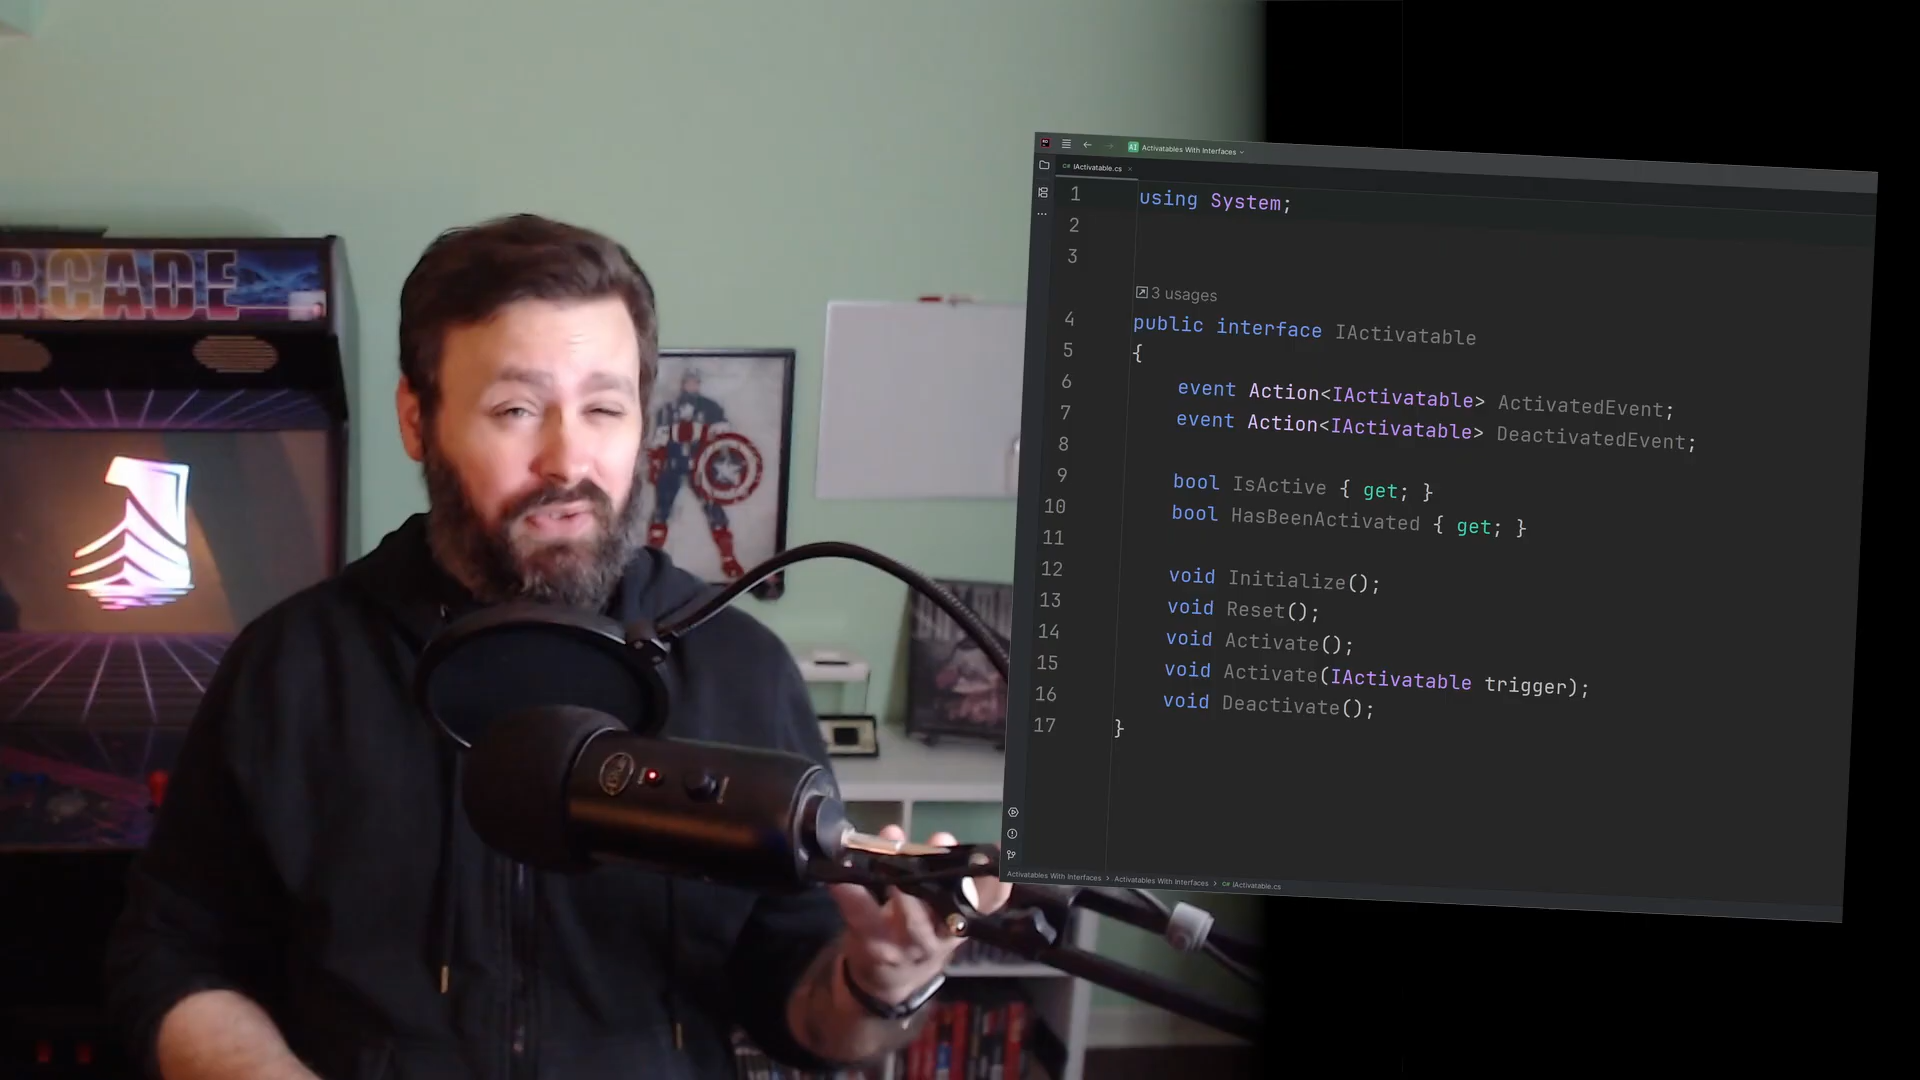 RCADE
Activatables With Interfaces
C# IActivatable.cs
1 using System;
2
3
3 usages
4 public interface IActivatable
5 {
6 event Action<IActivatable> ActivatedEvent;
7 event Action<IActivatable> DeactivatedEvent;
8
9 bool IsActive { get; }
10 bool HasBeenActivated { get; }
11
12 void Initialize();
13 void Reset();
14 void Activate();
15 void Activate(IActivatable trigger);
16 void Deactivate();
17 }
Activatables With Interfaces > Activatables With Interfaces > C# IActivatable.cs